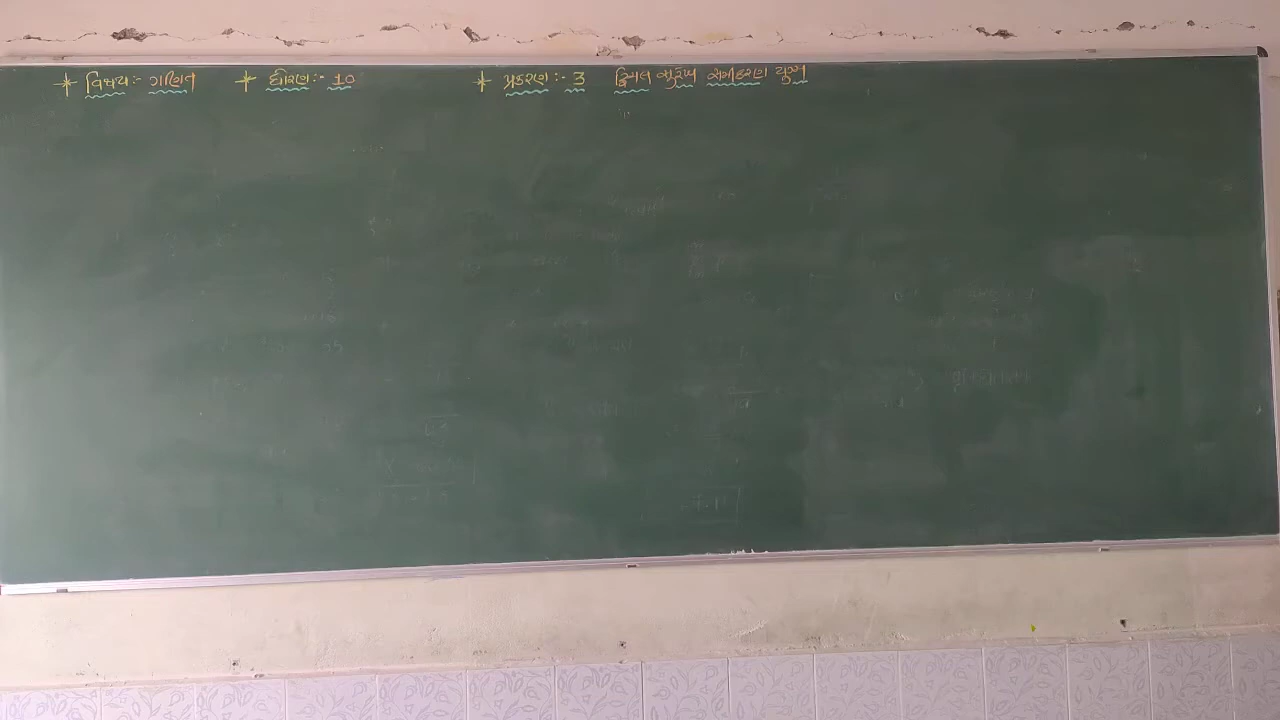 * વિષય:- ગણિત * ધોરણ:- 10 * પ્રકરણ:- 3 દ્વિચલ સુરેખ સમીકરણ યુગ્મ